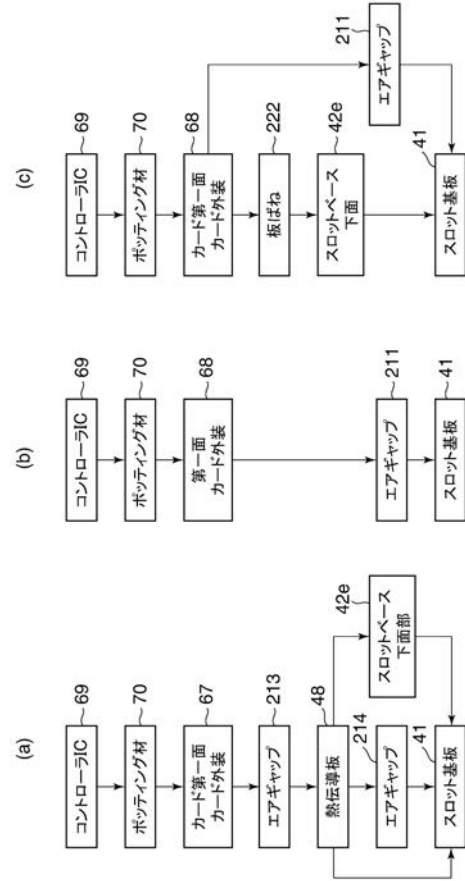 (a)
コントローラIC
69
ポッティング材
70
カード第一面
カード外装
67
エアギャップ
213
熱伝導板
48
スロットベース
下面部
42e
エアギャップ
214
スロット基板
41
(b)
コントローラIC
69
ポッティング材
70
第一面
カード外装
68
エアギャップ
211
スロット基板
41
(c)
コントローラIC
69
ポッティング材
70
カード第一面
カード外装
68
板ばね
222
スロットベース
下面
42e
エアギャップ
211
スロット基板
41